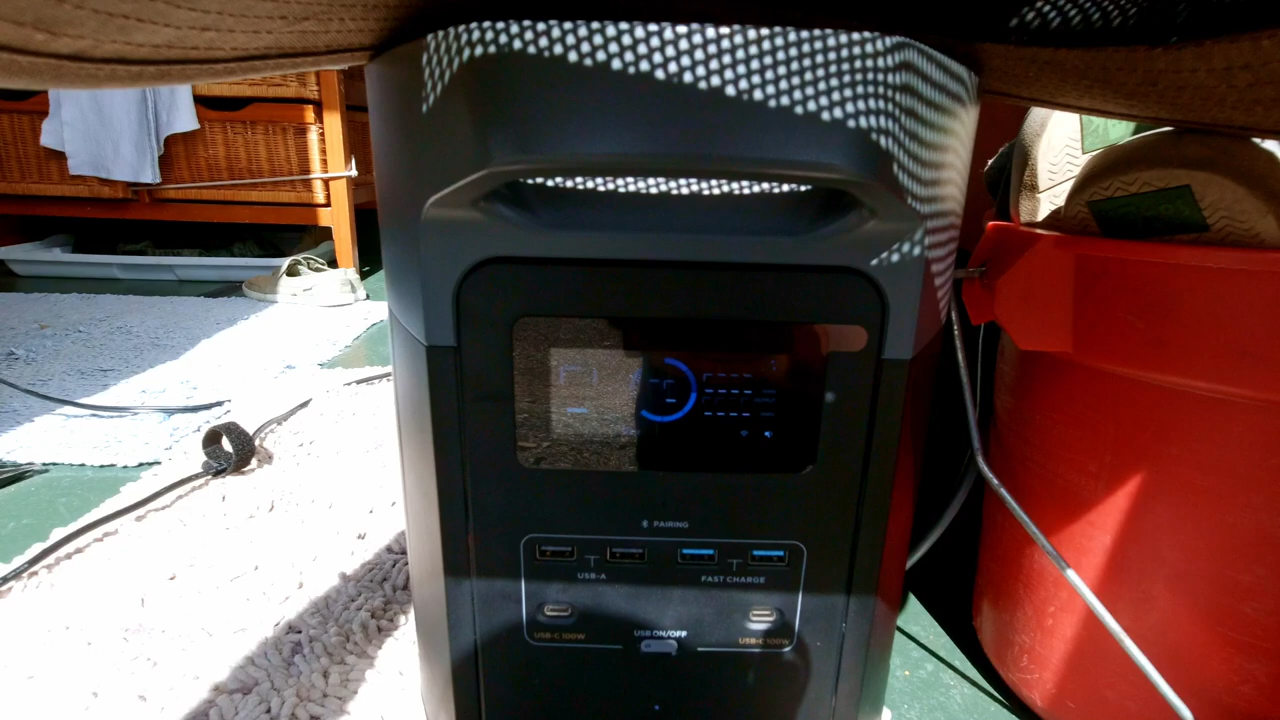 PAIRING
USB-A
FAST CHARGE
USB-C 100W
USB ON/OFF
USB-C 100W